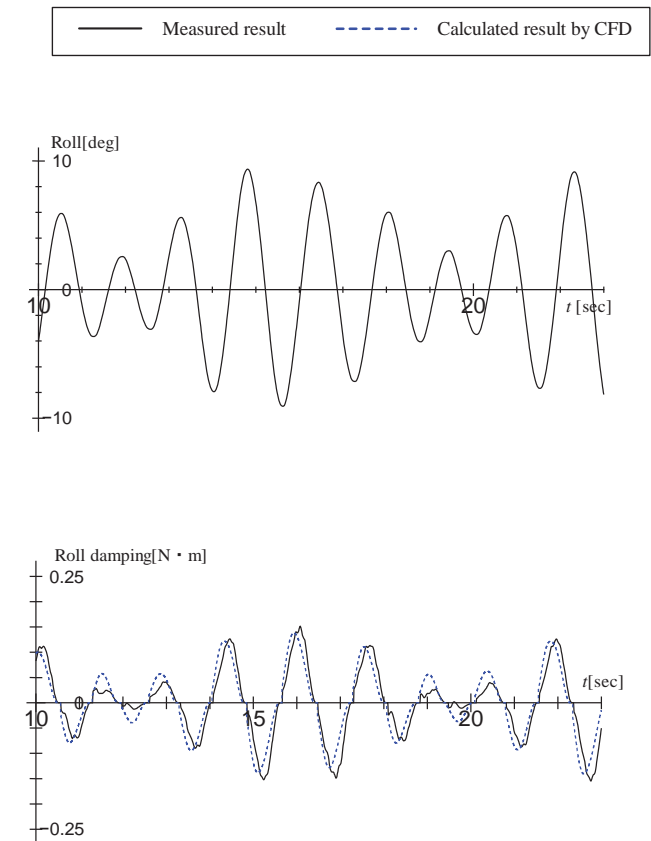 Measured result
Calculated result by CFD
Roll[deg]
10
0
10
20
t [sec]
−10
Roll damping[N・m]
0.25
t[sec]
0
10
15
20
−0.25